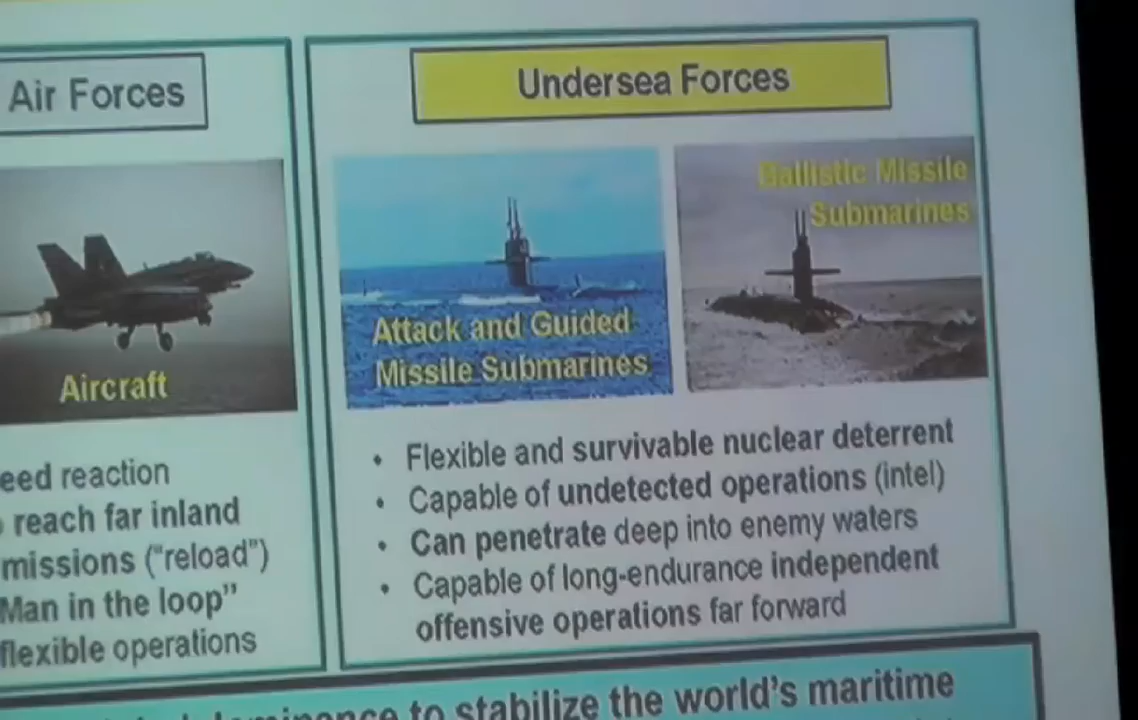 Air Forces
Aircraft
eed reaction
reach far inland
missions ("reload")
Man in the loop"
flexible operations
Undersea Forces
Attack and Guided
Missile Submarines
Ballistic Missile
Submarines
• Flexible and survivable nuclear deterrent
• Capable of undetected operations (intel)
• Can penetrate deep into enemy waters
• Capable of long-endurance independent
offensive operations far forward
to stabilize the world's maritime